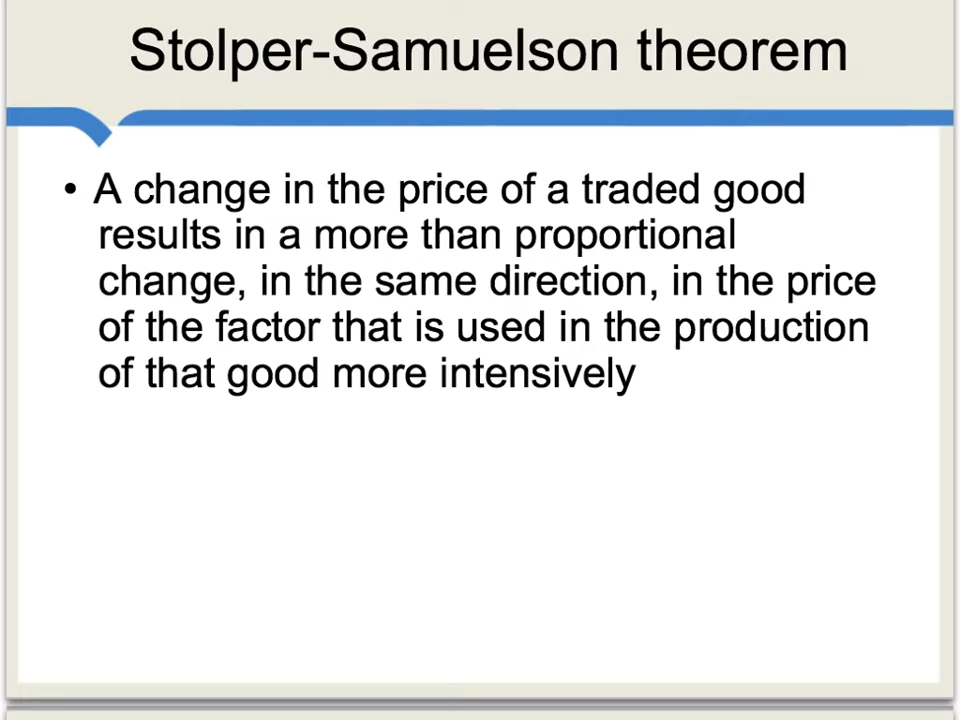 Stolper-Samuelson theorem
• A change in the price of a traded good
results in a more than proportional
change, in the same direction, in the price
of the factor that is used in the production
of that good more intensively